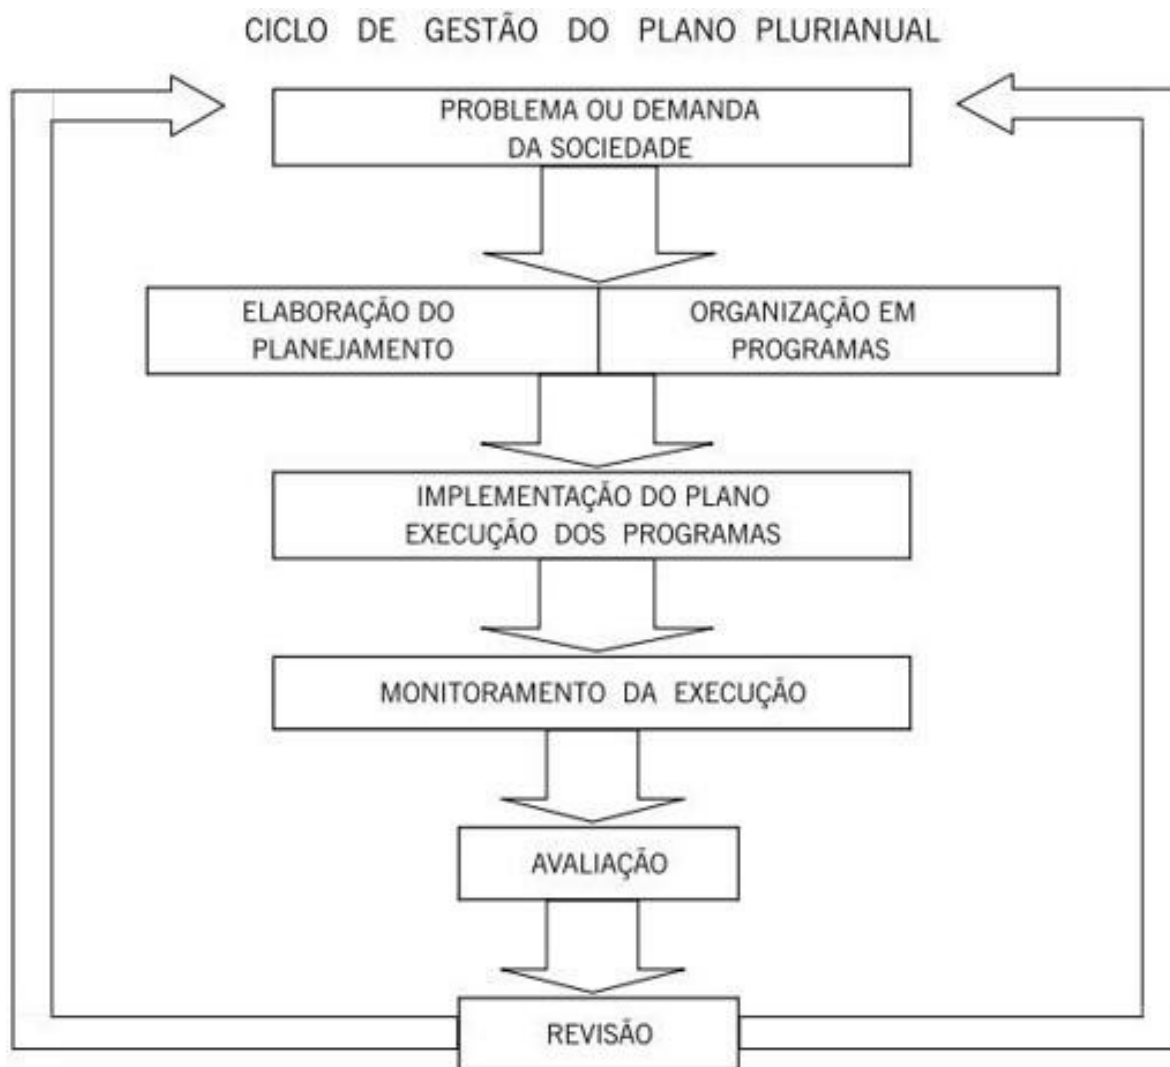 CICLO DE GESTÃO DO PLANO PLURIANUAL
PROBLEMA OU DEMANDA
DA SOCIEDADE
ELABORAÇÃO DO
PLANEJAMENTO
ORGANIZAÇÃO EM
PROGRAMAS
IMPLEMENTAÇÃO DO PLANO
EXECUÇÃO DOS PROGRAMAS
MONITORAMENTO DA EXECUÇÃO
AVALIAÇÃO
REVISÃO